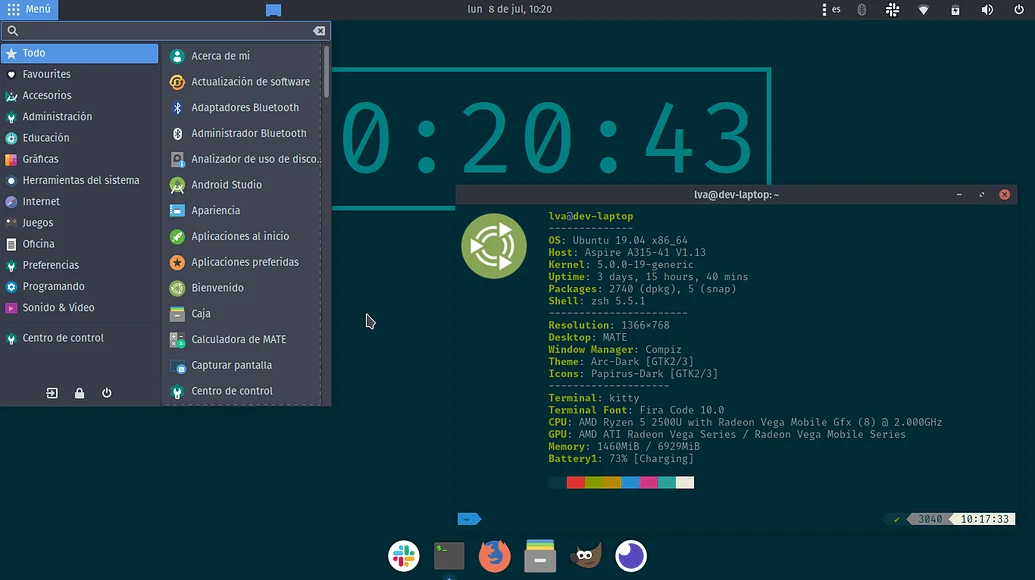 Menú
lun 8 de jul, 10:20
es
Todo
Favourites
Accesorios
Administración
Educación
Gráficas
Herramientas del sistema
Internet
Juegos
Oficina
Preferencias
Programando
Sonido & Video
Centro de control
Acerca de mi
Actualización de software
Adaptadores Bluetooth
Administrador Bluetooth
Analizador de uso de disco...
Android Studio
Apariencia
Aplicaciones al inicio
Aplicaciones preferidas
Bienvenido
Caja
Calculadora de MATE
Capturar pantalla
Centro de control
0:20:43
lva@dev-laptop: ~
lva@dev-laptop
--------------
OS: Ubuntu 19.04 x86_64
Host: Aspire A315-41 V1.13
Kernel: 5.0.0-19-generic
Uptime: 3 days, 15 hours, 40 mins
Packages: 2740 (dpkg), 5 (snap)
Shell: zsh 5.5.1
-----------------------
Resolution: 1366×768
Desktop: MATE
Window Manager: Compiz
Theme: Arc-Dark [GTK2/3]
Icons: Papirus-Dark [GTK2/3]
--------------------
Terminal: kitty
Terminal Font: Fira Code 10.0
CPU: AMD Ryzen 5 2500U with Radeon Vega Mobile Gfx (8) @ 2.000GHz
GPU: AMD ATI Radeon Vega Series / Radeon Vega Mobile Series
Memory: 1460MiB / 6929MiB
Battery1: 73% [Charging]
~
✓ 3040 10:17:33